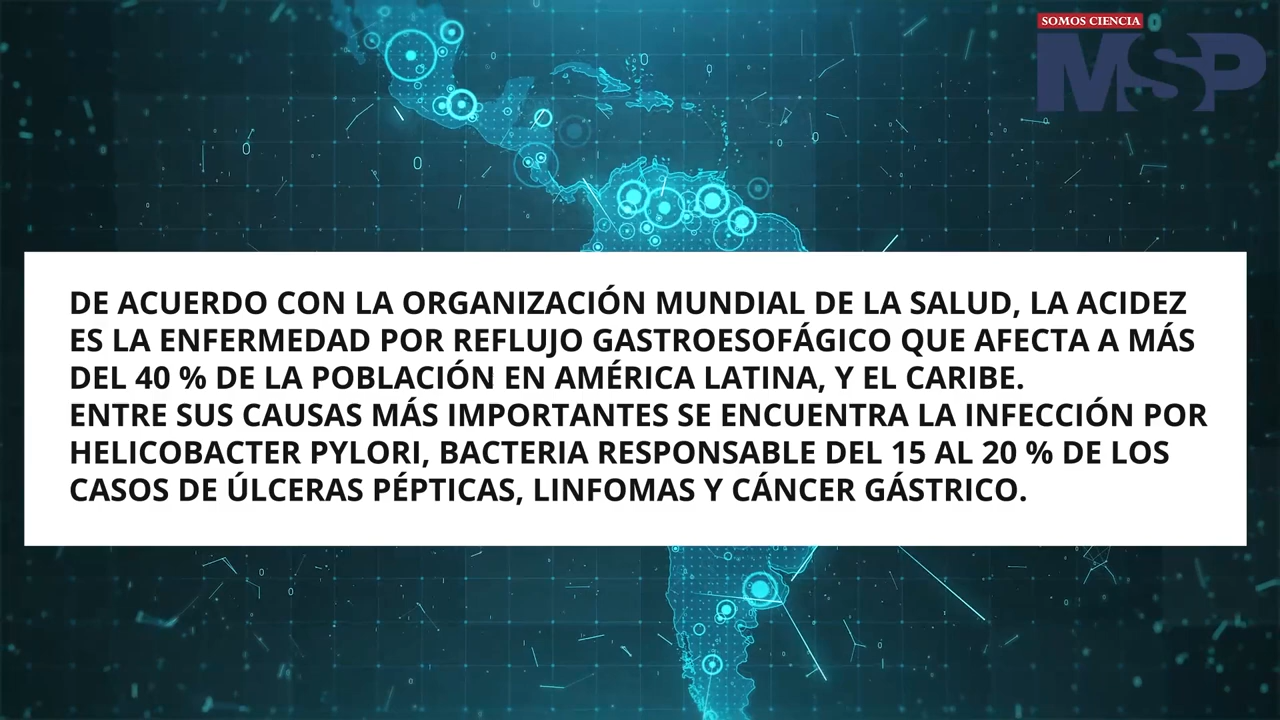 SOMOS CIENCIA
MSP
DE ACUERDO CON LA ORGANIZACIÓN MUNDIAL DE LA SALUD, LA ACIDEZ
ES LA ENFERMEDAD POR REFLUJO GASTROESOFÁGICO QUE AFECTA A MÁS
DEL 40 % DE LA POBLACIÓN EN AMÉRICA LATINA, Y EL CARIBE.
ENTRE SUS CAUSAS MÁS IMPORTANTES SE ENCUENTRA LA INFECCIÓN POR
HELICOBACTER PYLORI, BACTERIA RESPONSABLE DEL 15 AL 20 % DE LOS
CASOS DE ÚLCERAS PÉPTICAS, LINFOMAS Y CÁNCER GÁSTRICO.